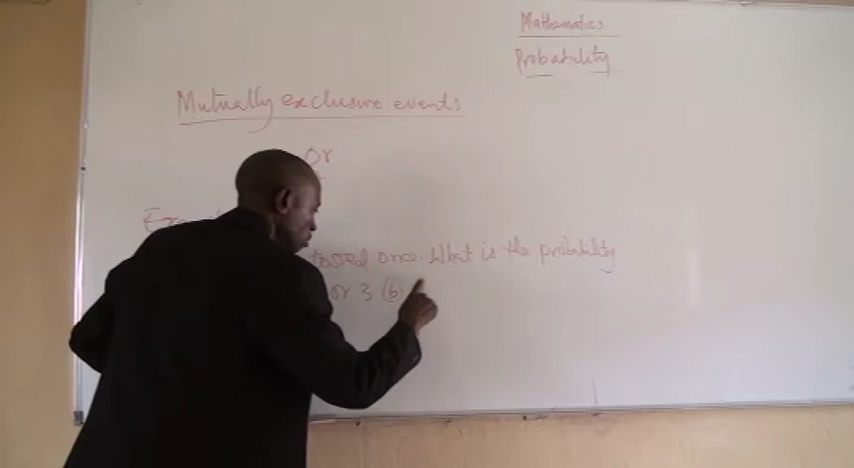 Mathematics
Probability
Mutually exclusive events
Or
tossed once. What is the probability
or 3 (b)